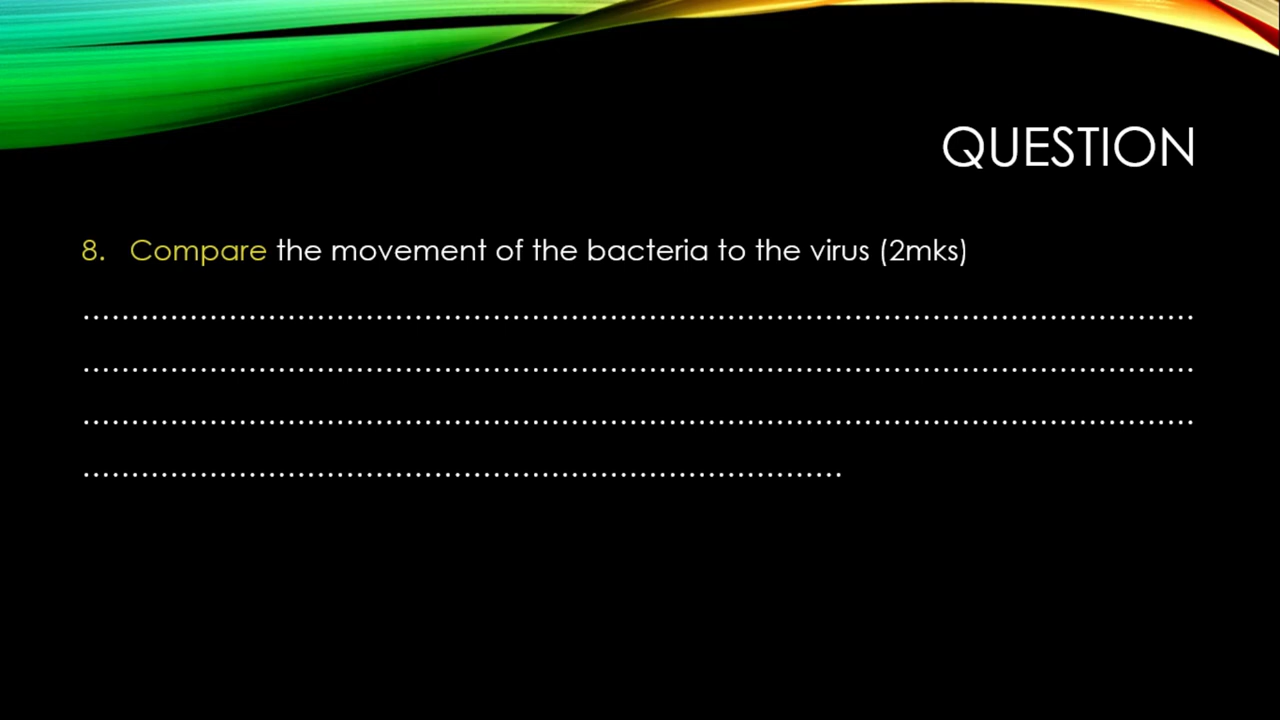 QUESTION
8. Compare the movement of the bacteria to the virus (2mks)
……………………………………………………………………………………………………
……………………………………………………………………………………………………
……………………………………………………………………………………………………
……………………………………………………………………